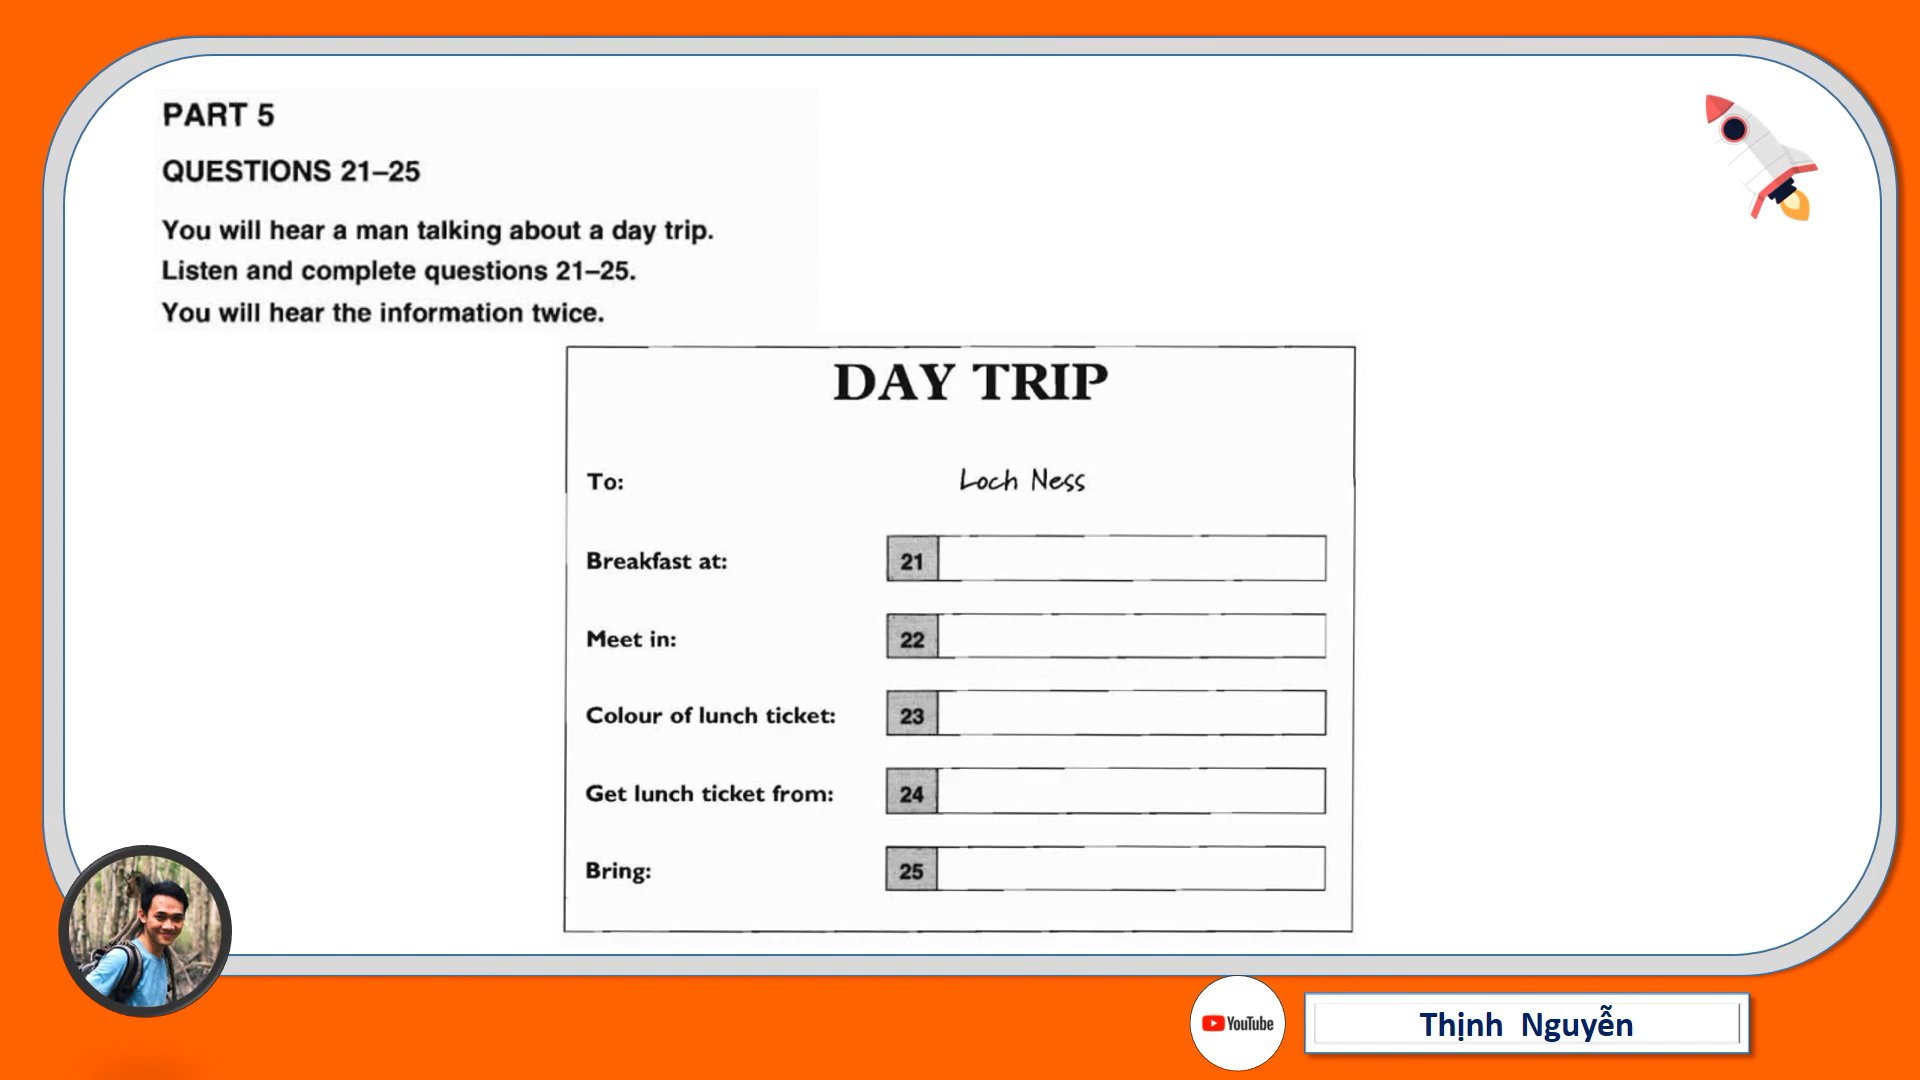 PART 5
QUESTIONS 21–25
You will hear a man talking about a day trip.
Listen and complete questions 21–25.
You will hear the information twice.
DAY TRIP
To: Loch Ness
Breakfast at: 21
Meet in: 22
Colour of lunch ticket: 23
Get lunch ticket from: 24
Bring: 25
YouTube
Thịnh Nguyễn